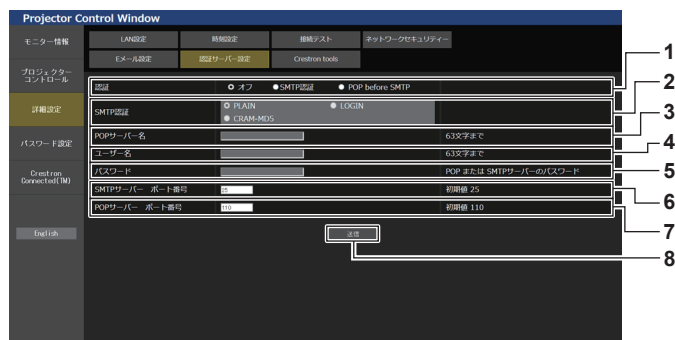 Projector Control Window
モニター情報
プロジェクター
コントロール
詳細設定
パスワード設定
Crestron
Connected(TM)
English
LAN設定 時刻設定 接続テスト ネットワークセキュリティー
Eメール設定 認証サーバー設定 Crestron tools
認証 オフ SMTP認証 POP before SMTP
SMTP認証 PLAIN LOGIN
CRAM-MD5
POPサーバー名 63文字まで
ユーザー名 63文字まで
パスワード POP または SMTPサーバーのパスワード
SMTPサーバー ポート番号 25 初期値 25
POPサーバー ポート番号 110 初期値 110
送信
1
2
3
4
5
6
7
8